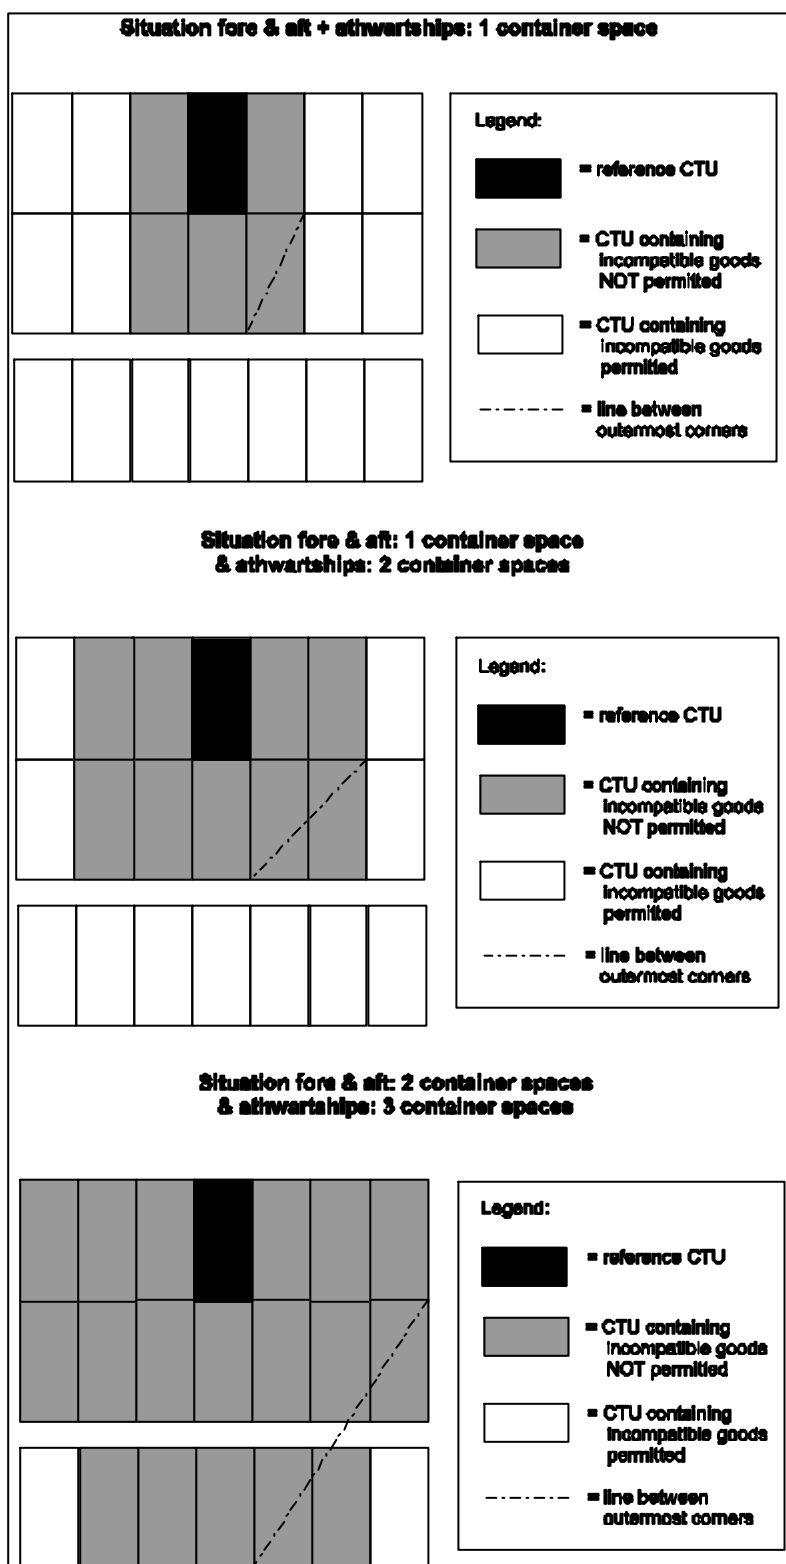 Situation fore & aft + athwartships: 1 container space
Legend:
= reference CTU
= CTU containing
incompatible goods
NOT permitted
= CTU containing
incompatible goods
permitted
= line between
outermost corners
Situation fore & aft: 1 container space
& athwartships: 2 container spaces
Legend:
= reference CTU
= CTU containing
incompatible goods
NOT permitted
= CTU containing
incompatible goods
permitted
= line between
outermost corners
Situation fore & aft: 2 container spaces
& athwartships: 3 container spaces
Legend:
= reference CTU
= CTU containing
incompatible goods
NOT permitted
= CTU containing
incompatible goods
permitted
= line between
outermost corners